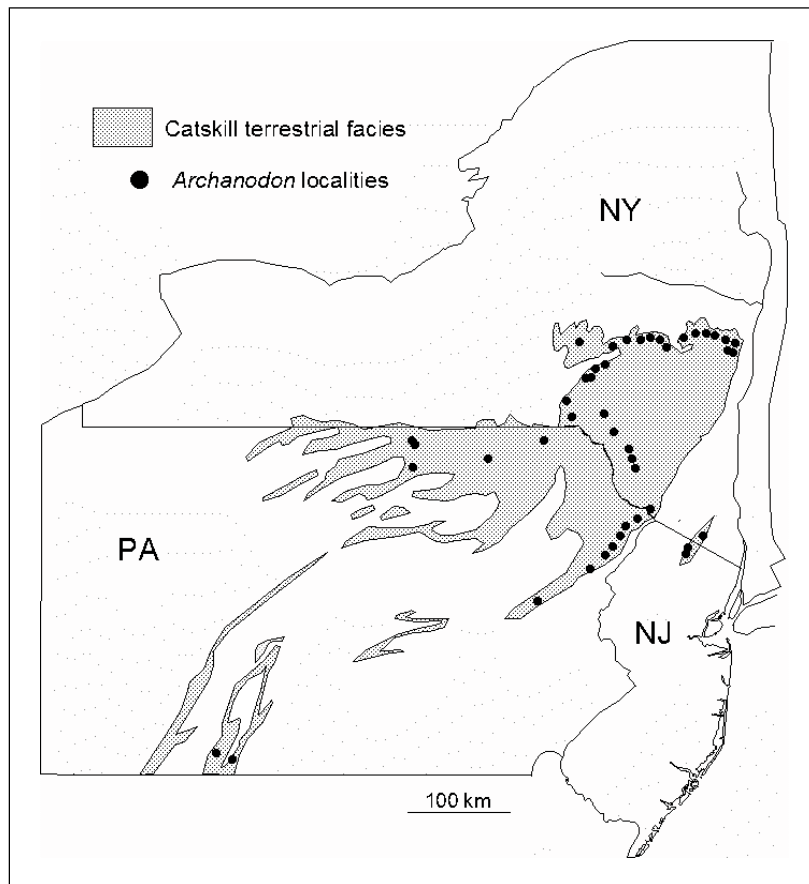 Catskill terrestrial facies
Archanodon localities
NY
PA
NJ
100 km